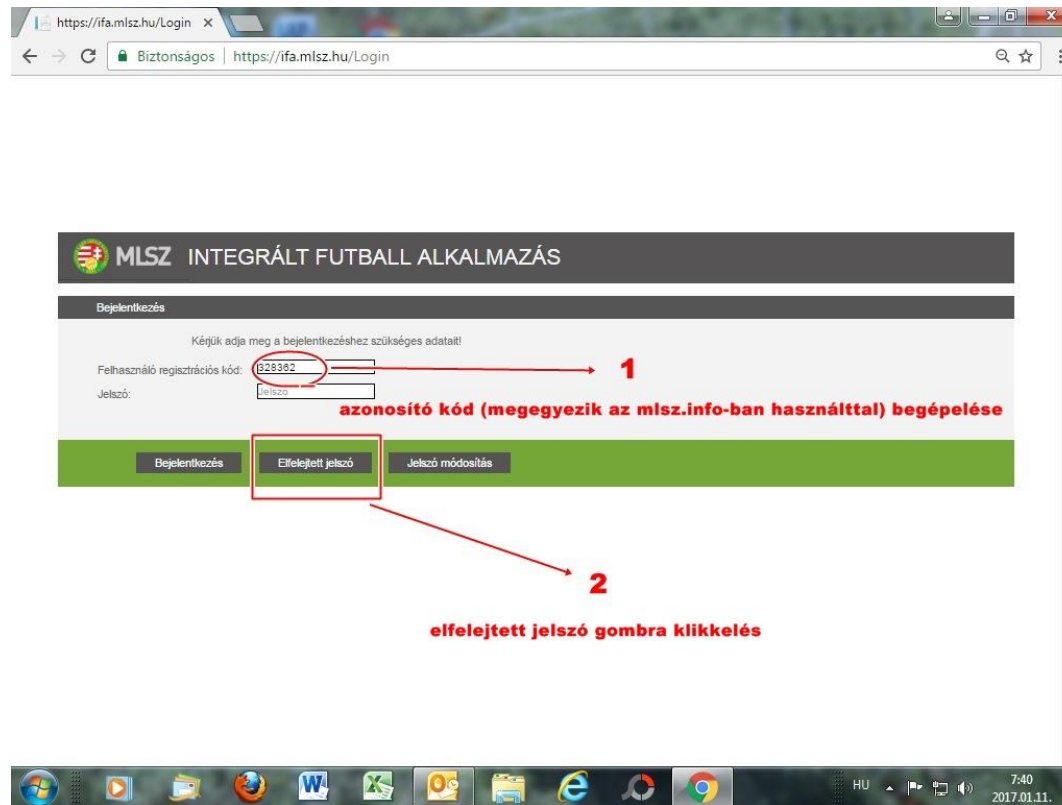 https://ifa.mlsz.hu/Login
Biztonságos | https://ifa.mlsz.hu/Login
MLSZ INTEGRÁLT FUTBALL ALKALMAZÁS
Bejelentkezés
Kérjük adja meg a bejelentkezéshez szükséges adatait!
Felhasználó regisztrációs kód: 328362
1
Jelszó: Jelszó
azonosító kód (megegyezik az mlsz.info-ban használttal) begépelése
Bejelentkezés Elfelejtett jelszó Jelszó módosítás
2
elfelejtett jelszó gombra klikkelés
HU 7:40
2017.01.11.